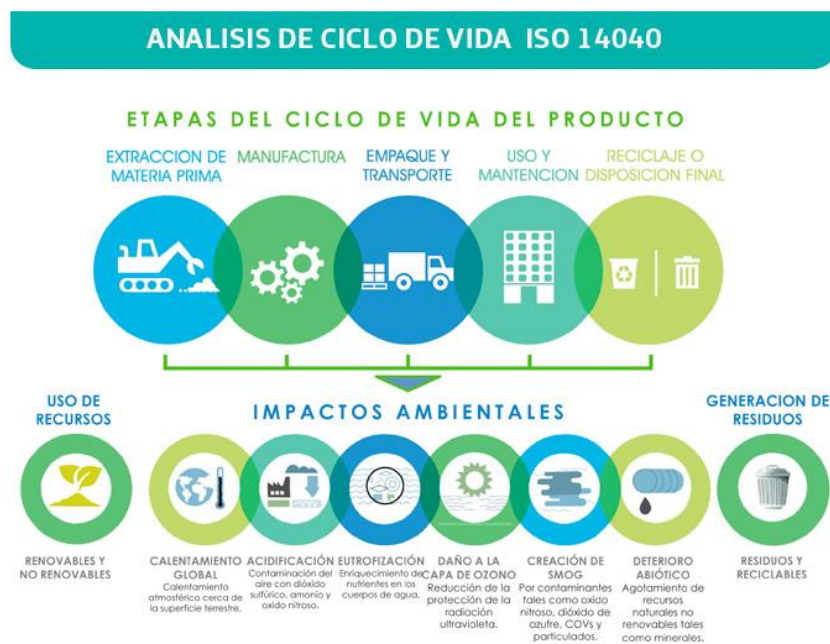 ANALISIS DE CICLO DE VIDA ISO 14040
ETAPAS DEL CICLO DE VIDA DEL PRODUCTO
EXTRACCION DE
MATERIA PRIMA
MANUFACTURA
EMPAQUE Y
TRANSPORTE
USO Y
MANTENCION
RECICLAJE O
DISPOSICION FINAL
USO DE
RECURSOS
IMPACTOS AMBIENTALES
GENERACION DE
RESIDUOS
RENOVABLES Y
NO RENOVABLES
CALENTAMIENTO
GLOBAL
Calentamiento
atmosférico cerca de
la superficie terrestre.
ACIDIFICACIÓN
Contaminación del
aire con dióxido
sulfúrico, amonio y
oxido nitroso.
EUTROFIZACIÓN
Enriquecimiento de
nutrientes en los
cuerpos de agua.
DAÑO A LA
CAPA DE OZONO
Reducción de la
protección de la
radiación
ultravioleta.
CREACIÓN DE
SMOG
Por contaminantes
tales como oxido
nitroso, dióxido de
azufre, COVs y
particulados.
DETERIORO
ABIÓTICO
Agotamiento de
recursos
naturales no
renovables tales
como minerales.
RESIDUOS Y
RECICLABLES